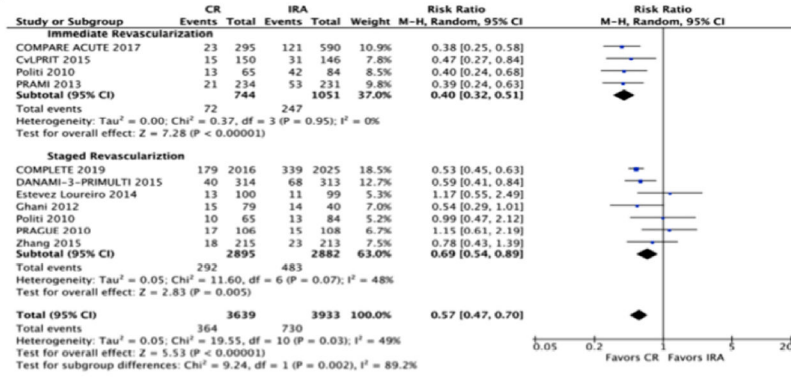 CR IRA Risk Ratio Risk Ratio
Study or Subgroup Events Total Events Total Weight M-H, Random, 95% CI M-H, Random, 95% CI
Immediate Revascularization
COMPARE ACUTE 2017 23 295 121 590 10.9% 0.38 [0.25, 0.58]
CvLPRIT 2015 15 150 31 146 7.8% 0.47 [0.27, 0.84]
Politi 2010 13 65 42 84 8.5% 0.40 [0.24, 0.68]
PRAMI 2013 21 234 53 231 9.8% 0.39 [0.24, 0.63]
Subtotal (95% CI) 744 1051 37.0% 0.40 [0.32, 0.51]
Total events 72 247
Heterogeneity: Tau² = 0.00; Chi² = 0.37, df = 3 (P = 0.95); I² = 0%
Test for overall effect: Z = 7.28 (P < 0.00001)
Staged Revasculariztion
COMPLETE 2019 179 2016 339 2025 18.5% 0.53 [0.45, 0.63]
DANAMI-3-PRIMULTI 2015 40 314 68 313 12.7% 0.59 [0.41, 0.84]
Estevez Loureiro 2014 13 100 11 99 5.3% 1.17 [0.55, 2.49]
Ghani 2012 15 79 14 40 7.0% 0.54 [0.29, 1.01]
Politi 2010 10 65 13 84 5.2% 0.99 [0.47, 2.12]
PRAGUE 2010 17 106 15 108 6.7% 1.15 [0.61, 2.19]
Zhang 2015 18 215 23 213 7.6% 0.78 [0.43, 1.39]
Subtotal (95% CI) 2895 2882 63.0% 0.69 [0.54, 0.89]
Total events 292 483
Heterogeneity: Tau² = 0.05; Chi² = 11.60, df = 6 (P = 0.07); I² = 48%
Test for overall effect: Z = 2.83 (P = 0.005)
Total (95% CI) 3639 3933 100.0% 0.57 [0.47, 0.70]
Total events 364 730
Heterogeneity: Tau² = 0.05; Chi² = 19.55, df = 10 (P = 0.03); I² = 49%
Test for overall effect: Z = 5.53 (P < 0.00001)
Test for subgroup differences: Chi² = 9.24, df = 1 (P = 0.002), I² = 89.2%
0.05 0.2 1 5 20
Favors CR Favors IRA